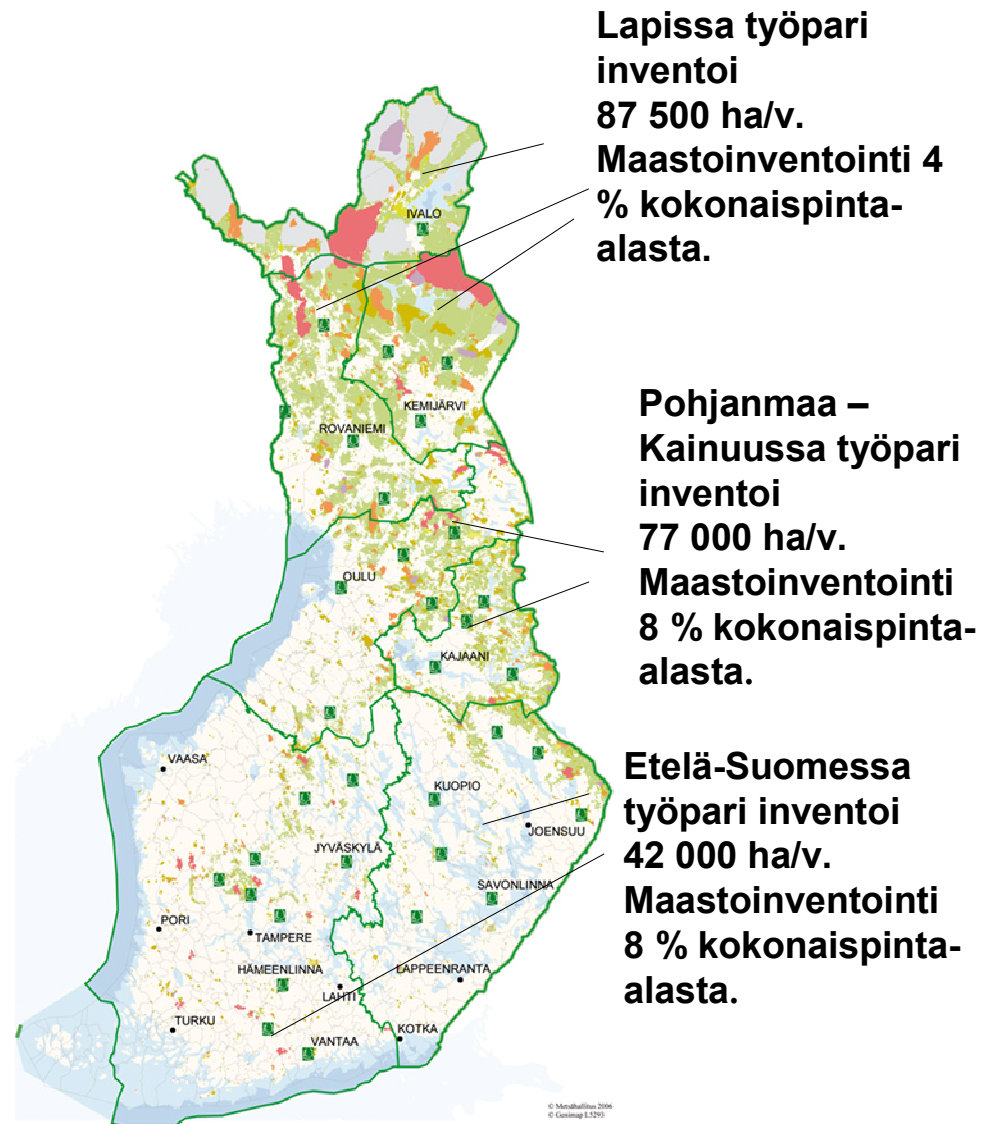 Lapissa työpari
inventoi
87 500 ha/v.
Maastoinventointi 4
% kokonaispinta-
alasta.
IVALO
KEMIJÄRVI
ROVANIEMI
Pohjanmaa –
Kainuussa työpari
inventoi
77 000 ha/v.
Maastoinventointi
8 % kokonaispinta-
alasta.
OULU
KAJAANI
Etelä-Suomessa
työpari inventoi
42 000 ha/v.
Maastoinventointi
8 % kokonaispinta-
alasta.
VAASA
KUOPIO
JOENSUU
JYVÄSKYLÄ
SAVONLINNA
PORI
TAMPERE
HÄMEENLINNA
LAPPEENRANTA
LAHTI
TURKU
KOTKA
VANTAA
© Metsähallitus 2006
© Genimap L5293